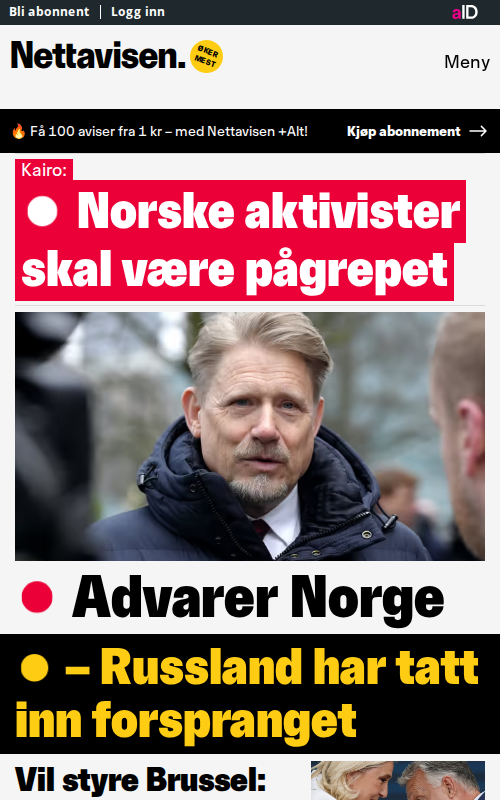 Bli abonnent | Logg inn
aID
Nettavisen.
ØKER
MEST
Meny
🔥 Få 100 aviser fra 1 kr – med Nettavisen +Alt!
Kjøp abonnement →
Kairo:
Norske aktivister
skal være pågrepet
Advarer Norge
– Russland har tatt
inn forspranget
Vil styre Brussel: